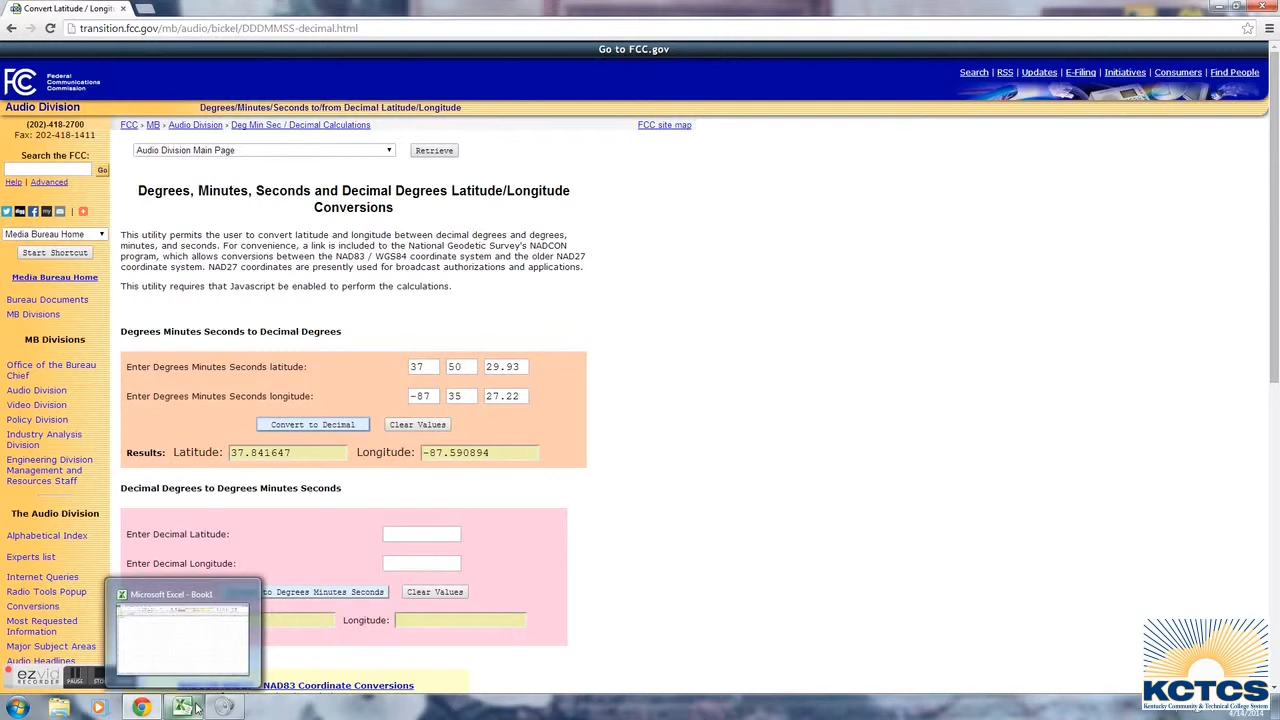 Convert Latitude / Longit
transition.fcc.gov/mb/audio/bickel/DDDMMSS-decimal.html
Go to FCC.gov
FCC Federal Communications Commission
Search | RSS | Updates | E-Filing | Initiatives | Consumers | Find People
Audio Division
Degrees/Minutes/Seconds to/from Decimal Latitude/Longitude
(202)-418-2700
Fax: 202-418-1411
Search the FCC:
Go
Help | Advanced
Media Bureau Home
Start Shortcut
Media Bureau Home
Bureau Documents
MB Divisions
MB Divisions
Office of the Bureau
Chief
Audio Division
Video Division
Policy Division
Industry Analysis
Division
Engineering Division
Management and
Resources Staff
The Audio Division
Alphabetical Index
Experts list
Internet Queries
Radio Tools Popup
Conversions
Most Requested
Information
Major Subject Areas
Audio Headlines
FCC > MB > Audio Division > Deg Min Sec / Decimal Calculations
FCC site map
Audio Division Main Page
Retrieve
Degrees, Minutes, Seconds and Decimal Degrees Latitude/Longitude
Conversions
This utility permits the user to convert latitude and longitude between decimal degrees and degrees,
minutes, and seconds. For convenience, a link is included to the National Geodetic Survey's NADCON
program, which allows conversions between the NAD83 / WGS84 coordinate system and the older NAD27
coordinate system. NAD27 coordinates are presently used for broadcast authorizations and applications.
This utility requires that Javascript be enabled to perform the calculations.
Degrees Minutes Seconds to Decimal Degrees
Enter Degrees Minutes Seconds latitude: 37 50 29.93
Enter Degrees Minutes Seconds longitude: -87 35 27.22
Convert to Decimal
Clear Values
Results: Latitude: 37.841647 Longitude: -87.590894
Decimal Degrees to Degrees Minutes Seconds
Enter Decimal Latitude:
Enter Decimal Longitude:
to Degrees Minutes Seconds
Clear Values
Longitude:
NAD83 Coordinate Conversions
Microsoft Excel - Book1
ezvid
RECORDER
PAUSE
KCTCS
Kentucky Community & Technical College System
4/14/2014